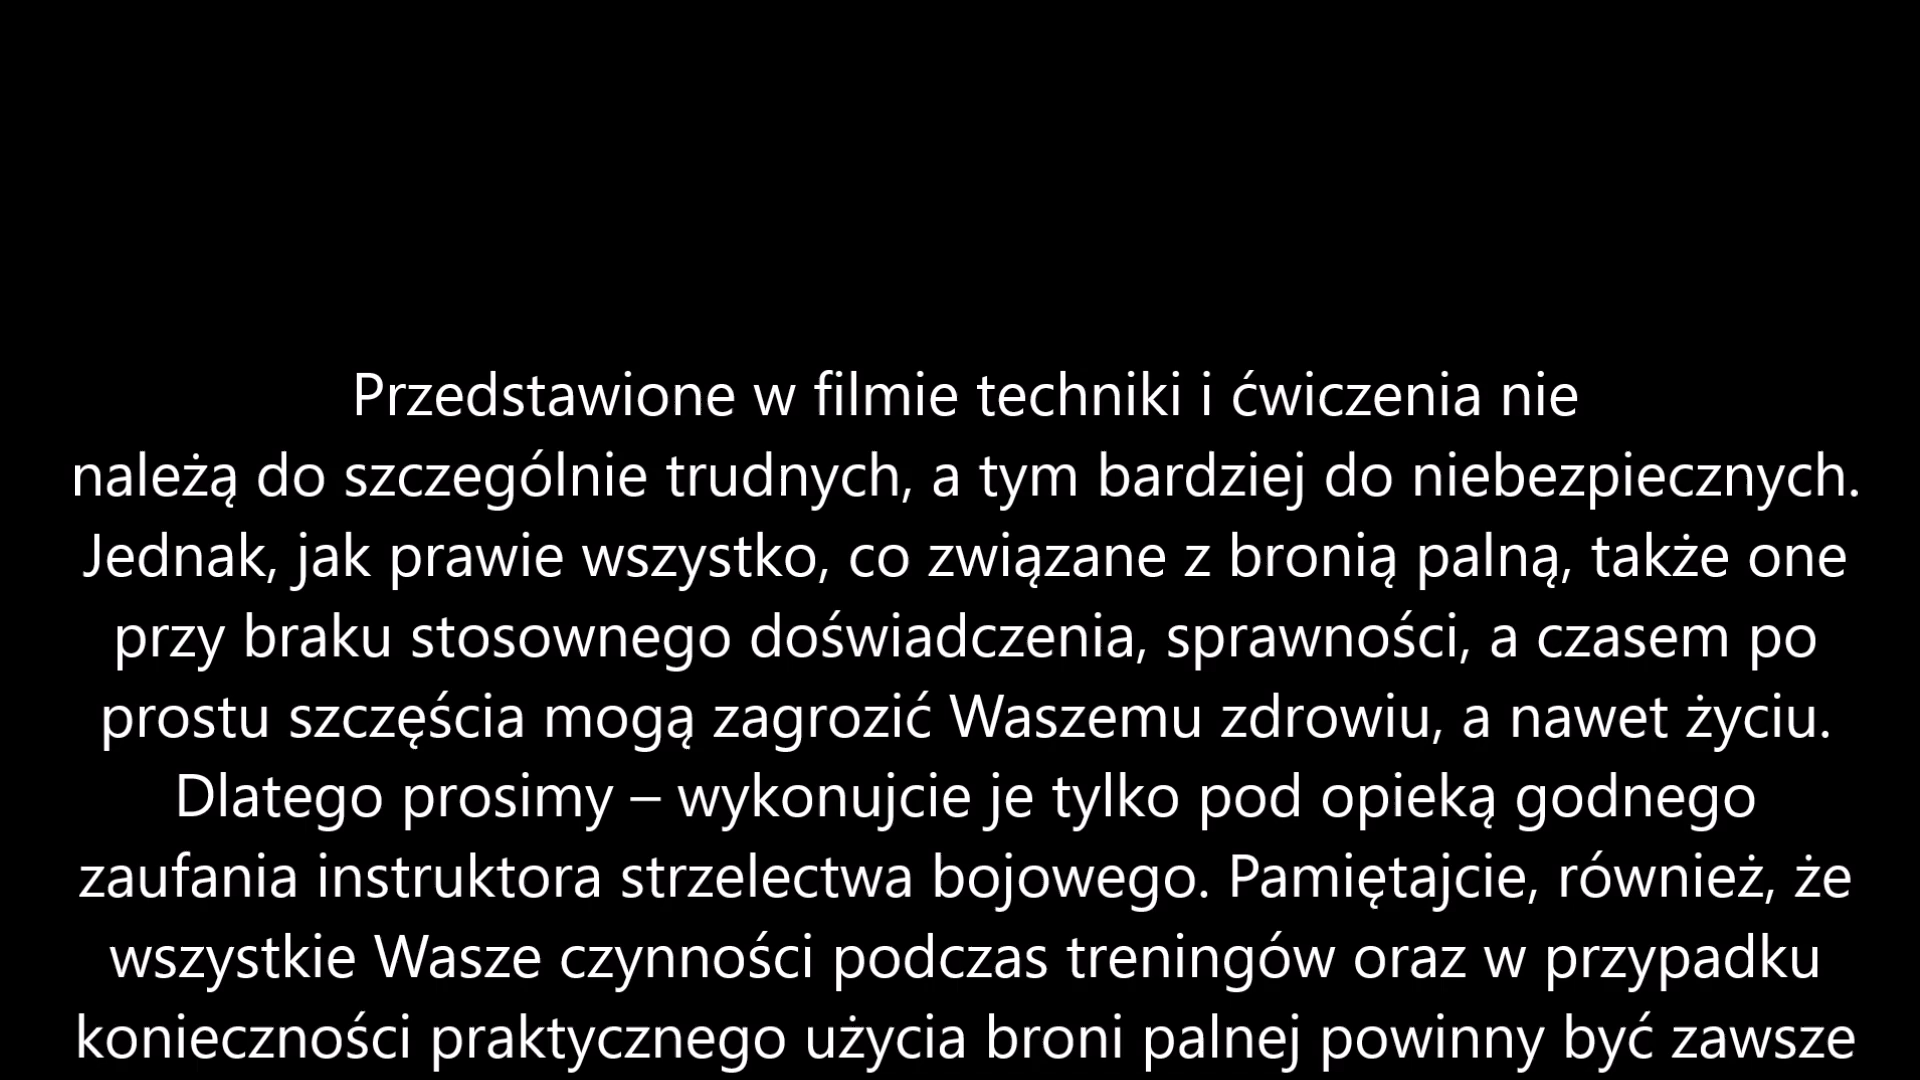 Przedstawione w filmie techniki i ćwiczenia nie
należą do szczególnie trudnych, a tym bardziej do niebezpiecznych.
Jednak, jak prawie wszystko, co związane z bronią palną, także one
przy braku stosownego doświadczenia, sprawności, a czasem po
prostu szczęścia mogą zagrozić Waszemu zdrowiu, a nawet życiu.
Dlatego prosimy – wykonujcie je tylko pod opieką godnego
zaufania instruktora strzelectwa bojowego. Pamiętajcie, również, że
wszystkie Wasze czynności podczas treningów oraz w przypadku
konieczności praktycznego użycia broni palnej powinny być zawsze